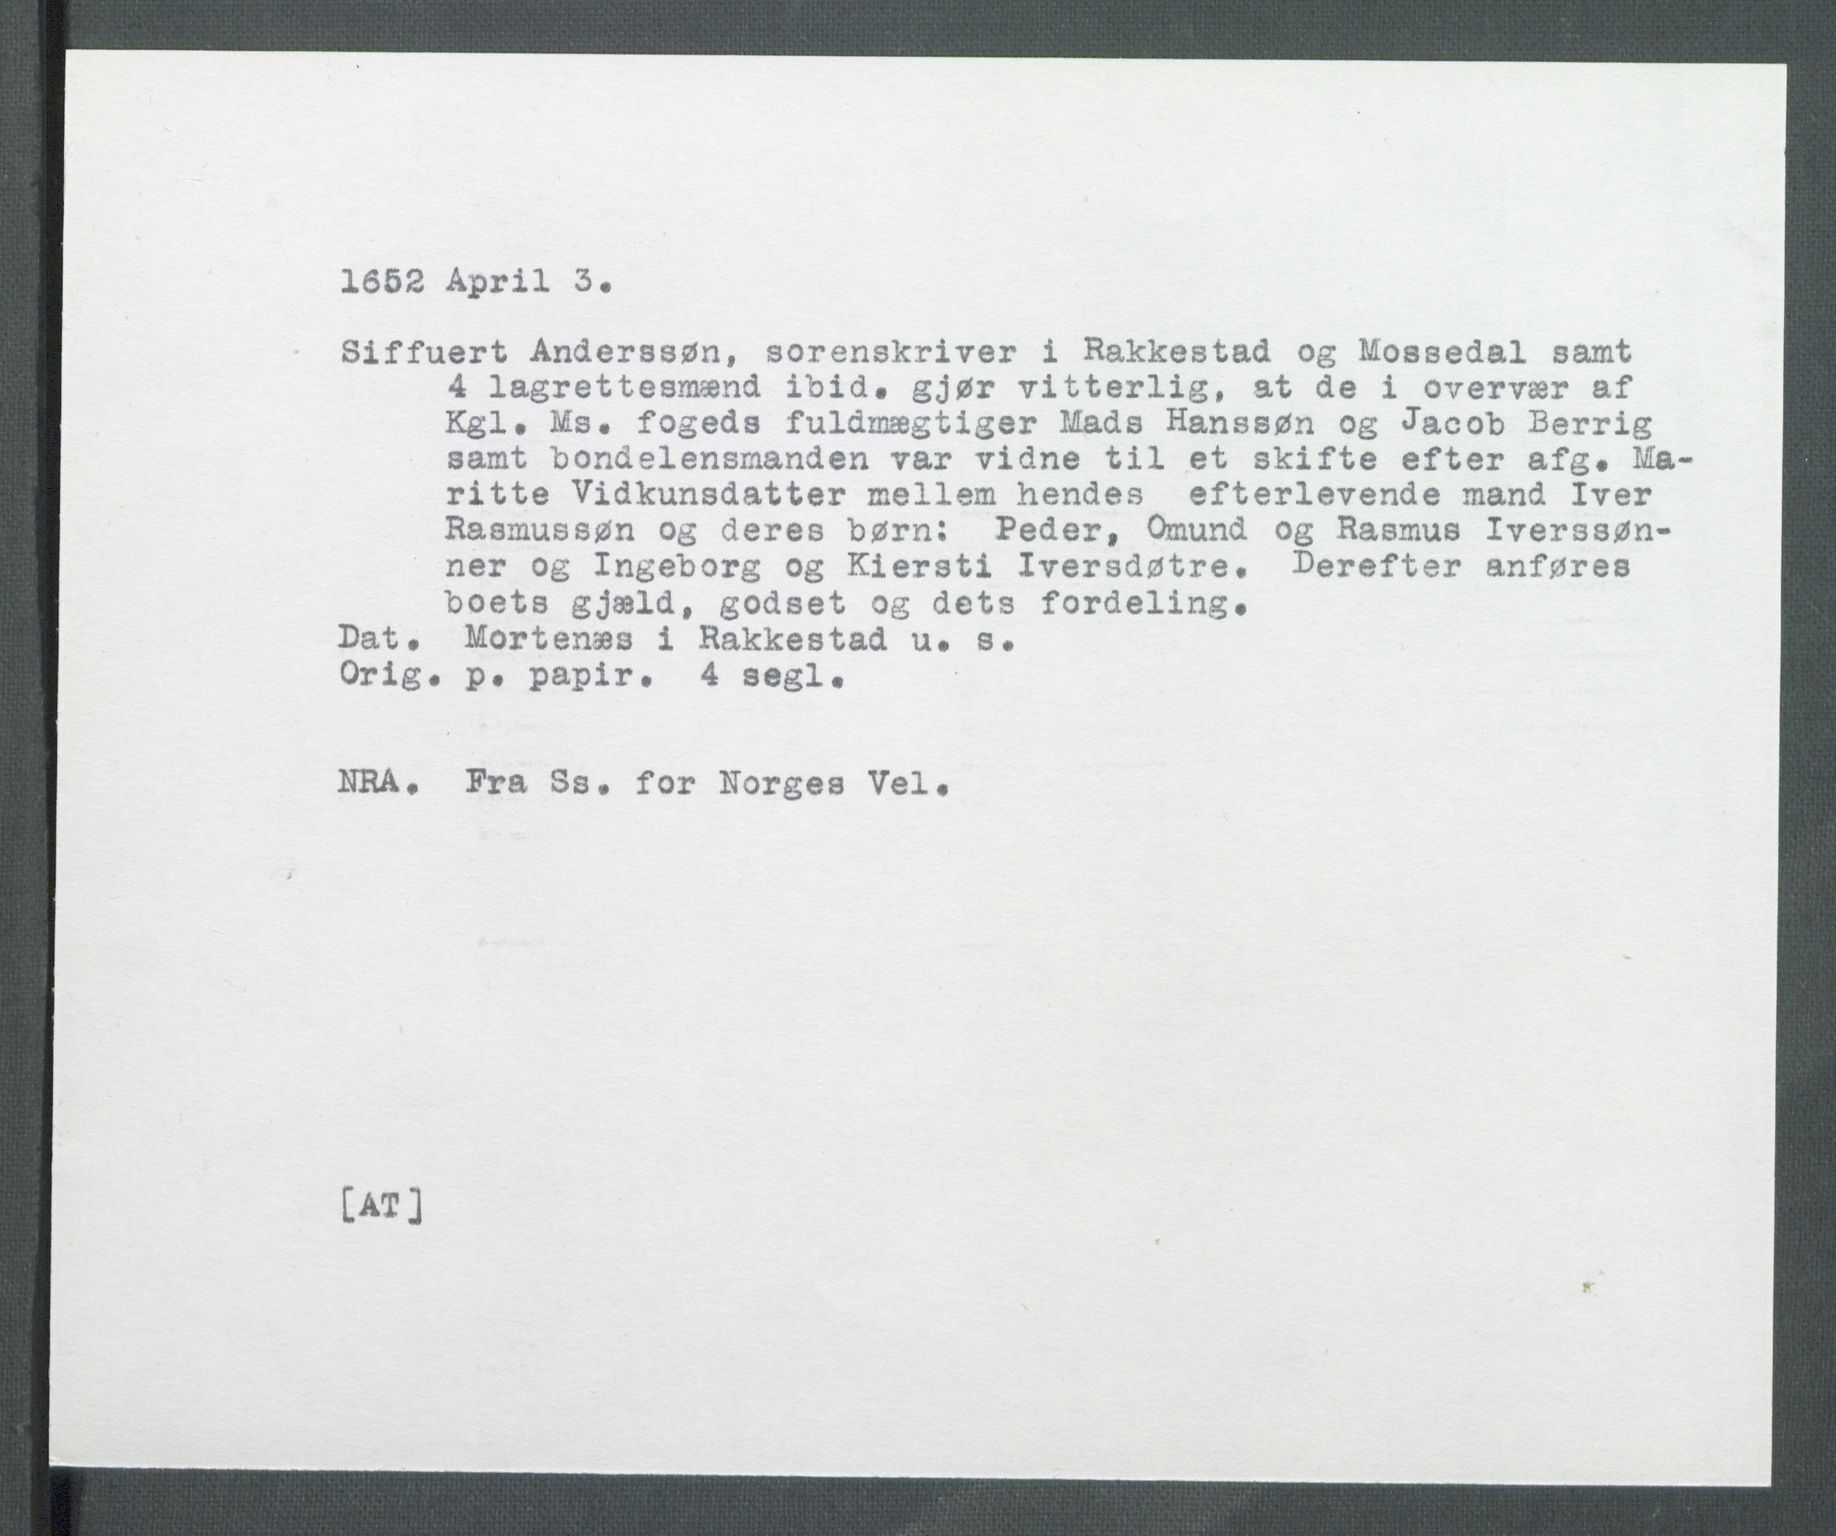 1652 April 3.
Siffuert Anderssøn, sorenskriver i Rakkestad og Mossedal samt
4 lagrettesmænd ibid. gjør vitterlig, at de i overvær af
Kgl. Ms. fogeds fuldmægtiger Mads Hanssøn og Jacob Berrig
samt bondelensmanden var vidne til et skifte efter afg. Ma-
ritte Vidkunsdatter mellem hendes efterlevende mand Iver
Rasmussøn og deres børn: Peder, Omund og Rasmus Iverssøn-
ner og Ingeborg og Kiersti Iversdøtre. Derefter anføres
boets gjæld, godset og dets fordeling.
Dat. Mortenæs i Rakkestad u. s.
Orig. p. papir. 4 segl.
NRA. Fra Ss. for Norges Vel.
[AT]